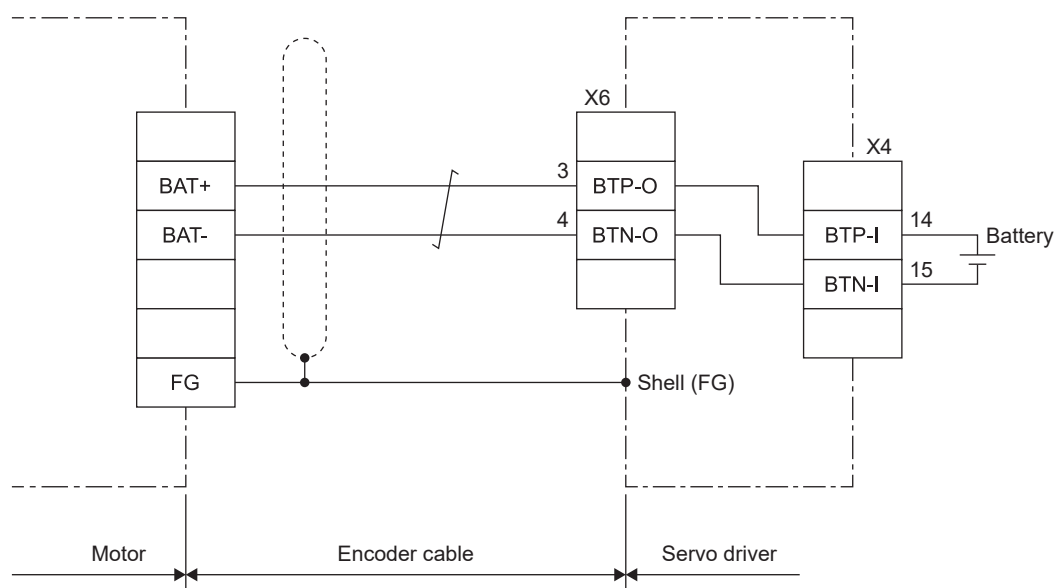 X6
X4
BAT+
3
BTP-O
BAT-
4
BTN-O
BTP-I
14
Battery
BTN-I
15
FG
Shell (FG)
Motor
Encoder cable
Servo driver